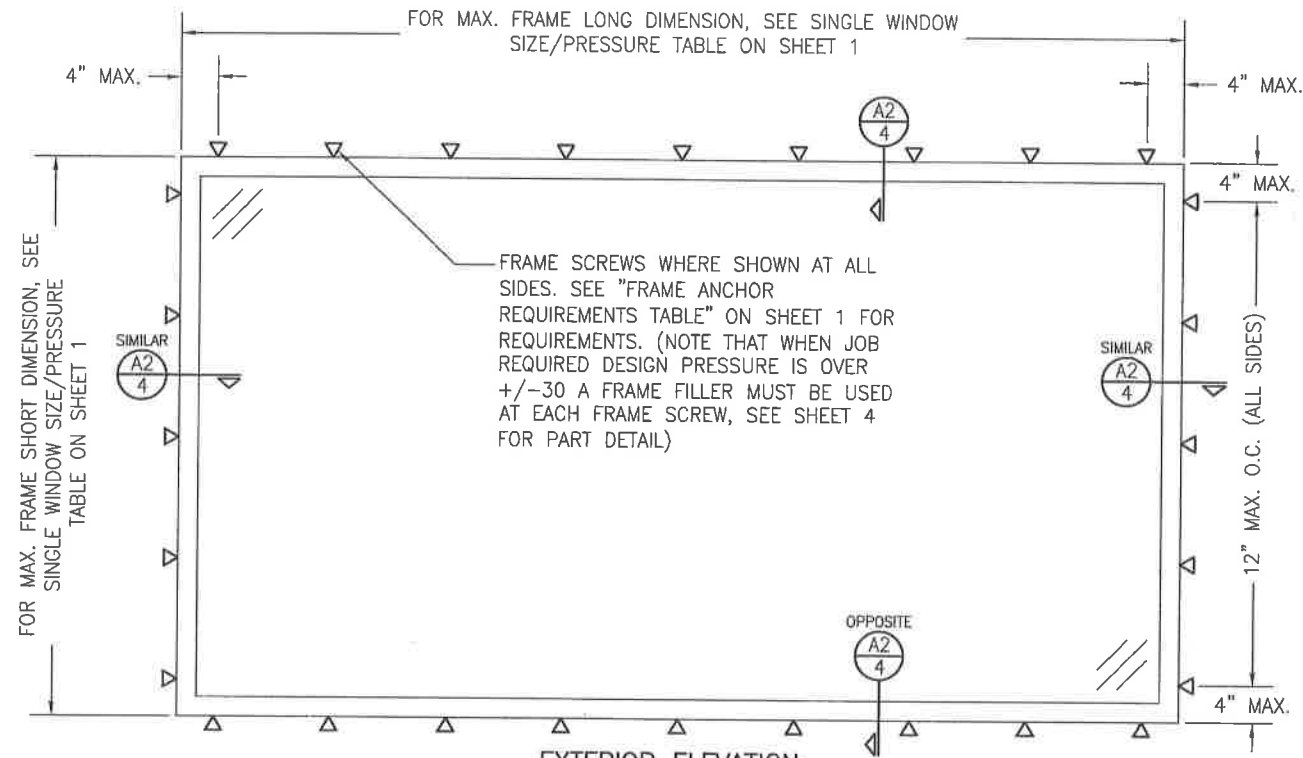 FOR MAX. FRAME LONG DIMENSION, SEE SINGLE WINDOW
SIZE/PRESSURE TABLE ON SHEET 1
4" MAX.
4" MAX.
A2
4
4" MAX.
FOR MAX. FRAME SHORT DIMENSION, SEE
SINGLE WINDOW SIZE/PRESSURE
TABLE ON SHEET 1
FRAME SCREWS WHERE SHOWN AT ALL
SIDES. SEE "FRAME ANCHOR
REQUIREMENTS TABLE" ON SHEET 1 FOR
REQUIREMENTS. (NOTE THAT WHEN JOB
REQUIRED DESIGN PRESSURE IS OVER
+/-30 A FRAME FILLER MUST BE USED
AT EACH FRAME SCREW, SEE SHEET 4
FOR PART DETAIL)
SIMILAR
A2
4
SIMILAR
A2
4
12" MAX. O.C. (ALL SIDES)
OPPOSITE
A2
4
4" MAX.
EXTERIOR ELEVATION